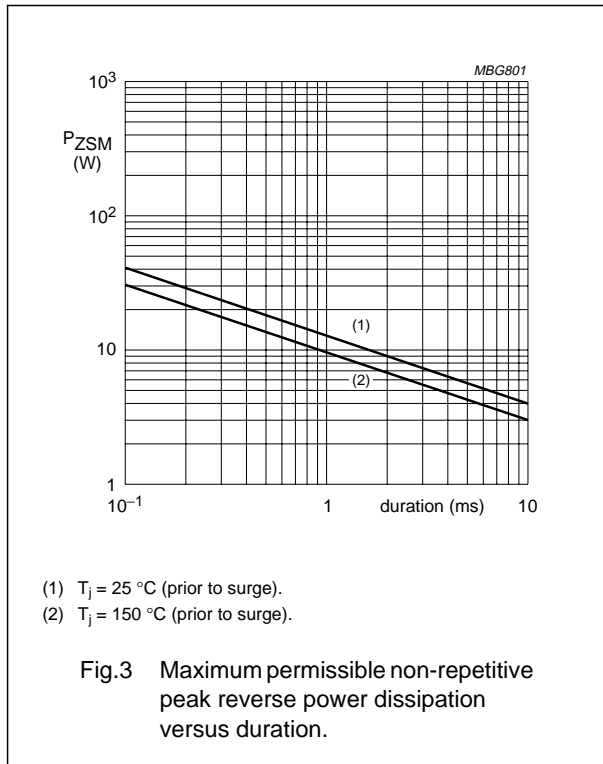 MBG801
10³
P_ZSM
(W)
10²
(1)
10
(2)
1
10⁻¹
1
duration (ms)
10
(1) T_j = 25 °C (prior to surge).
(2) T_j = 150 °C (prior to surge).
Fig.3 Maximum permissible non-repetitive
peak reverse power dissipation
versus duration.